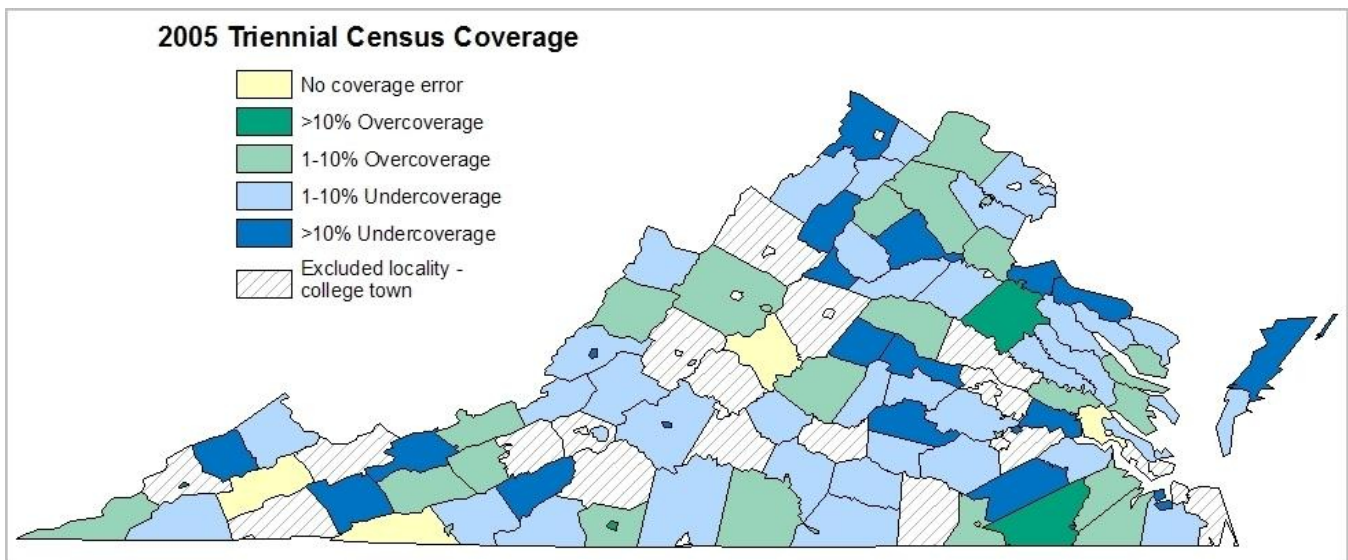 2005 Triennial Census Coverage
No coverage error
>10% Overcoverage
1-10% Overcoverage
1-10% Undercoverage
>10% Undercoverage
Excluded locality -
college town